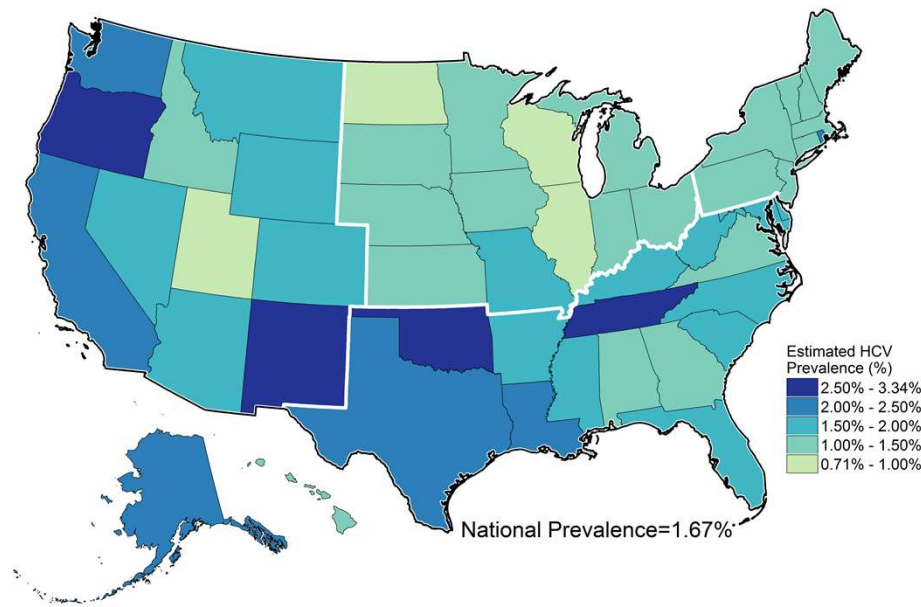 Estimated HCV
Prevalence (%)
2.50% - 3.34%
2.00% - 2.50%
1.50% - 2.00%
1.00% - 1.50%
0.71% - 1.00%
National Prevalence=1.67%